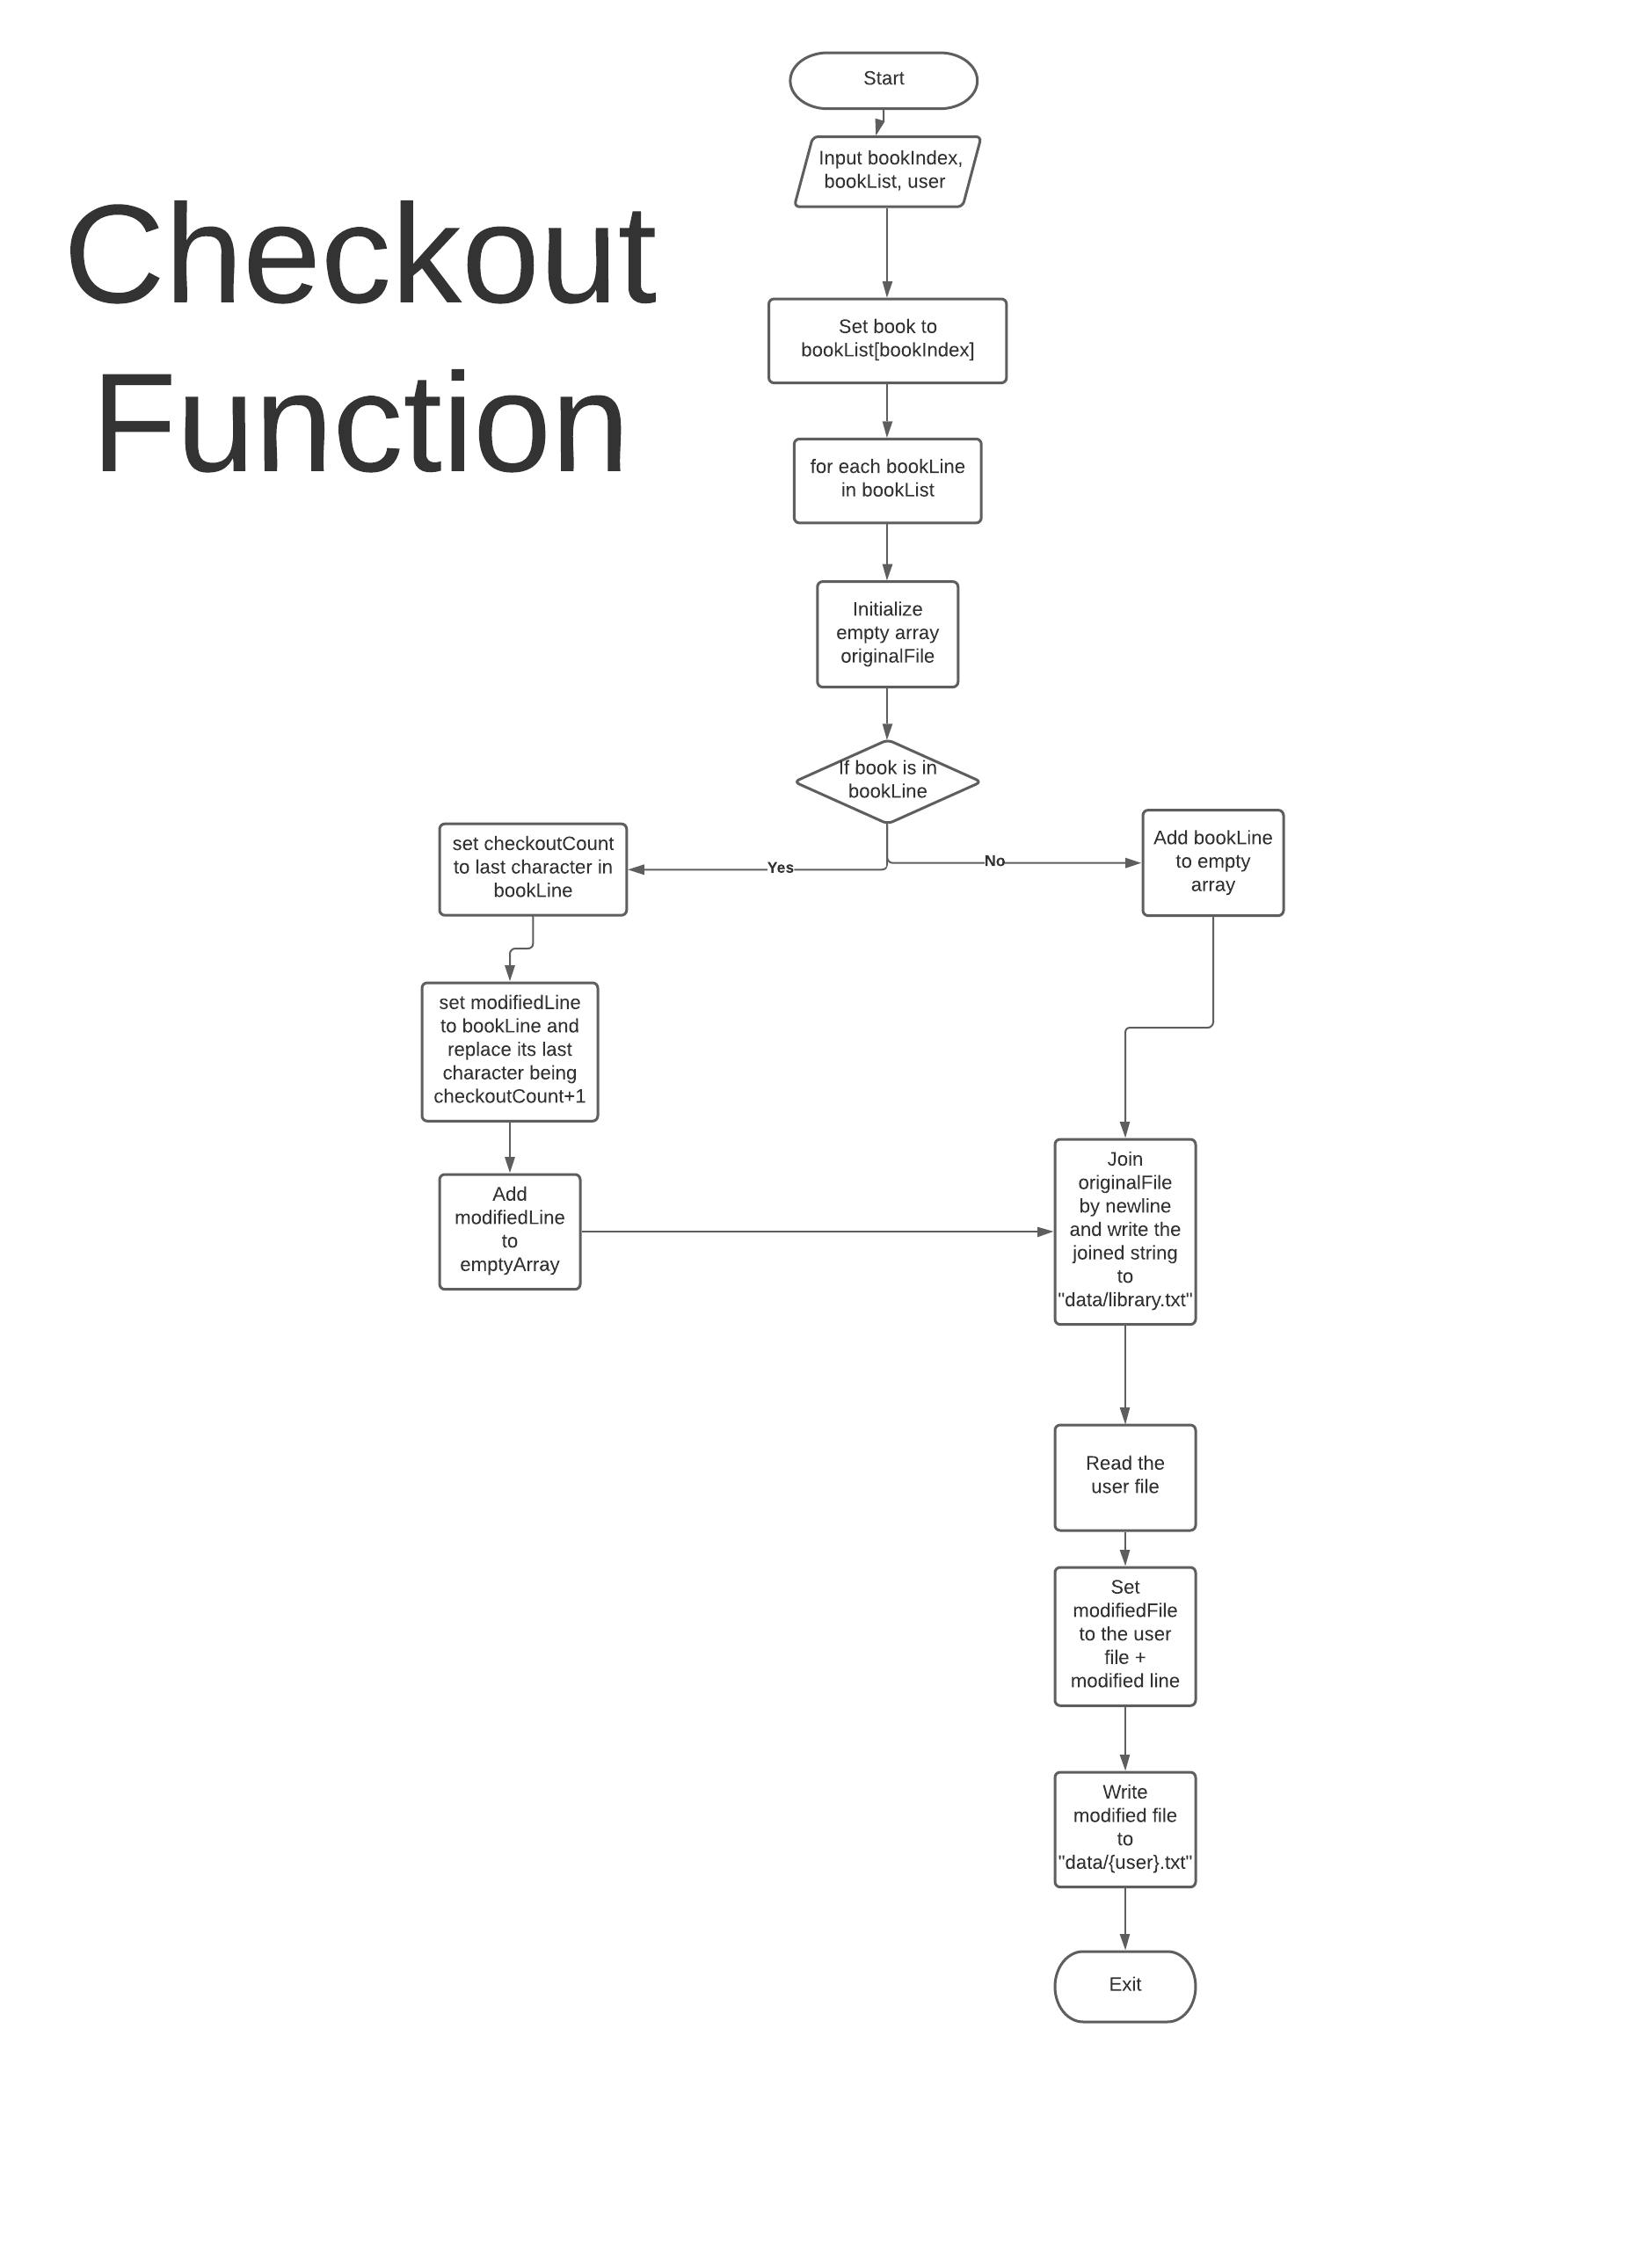 Checkout
Function
Start
Input bookIndex,
bookList, user
Set book to
bookList[bookIndex]
for each bookLine
in bookList
Initialize
empty array
originalFile
If book is in
bookLine
Yes
No
set checkoutCount
to last character in
bookLine
Add bookLine
to empty
array
set modifiedLine
to bookLine and
replace its last
character being
checkoutCount+1
Add
modifiedLine
to
emptyArray
Join
originalFile
by newline
and write the
joined string
to
"data/library.txt"
Read the
user file
Set
modifiedFile
to the user
file +
modified line
Write
modified file
to
"data/{user}.txt"
Exit